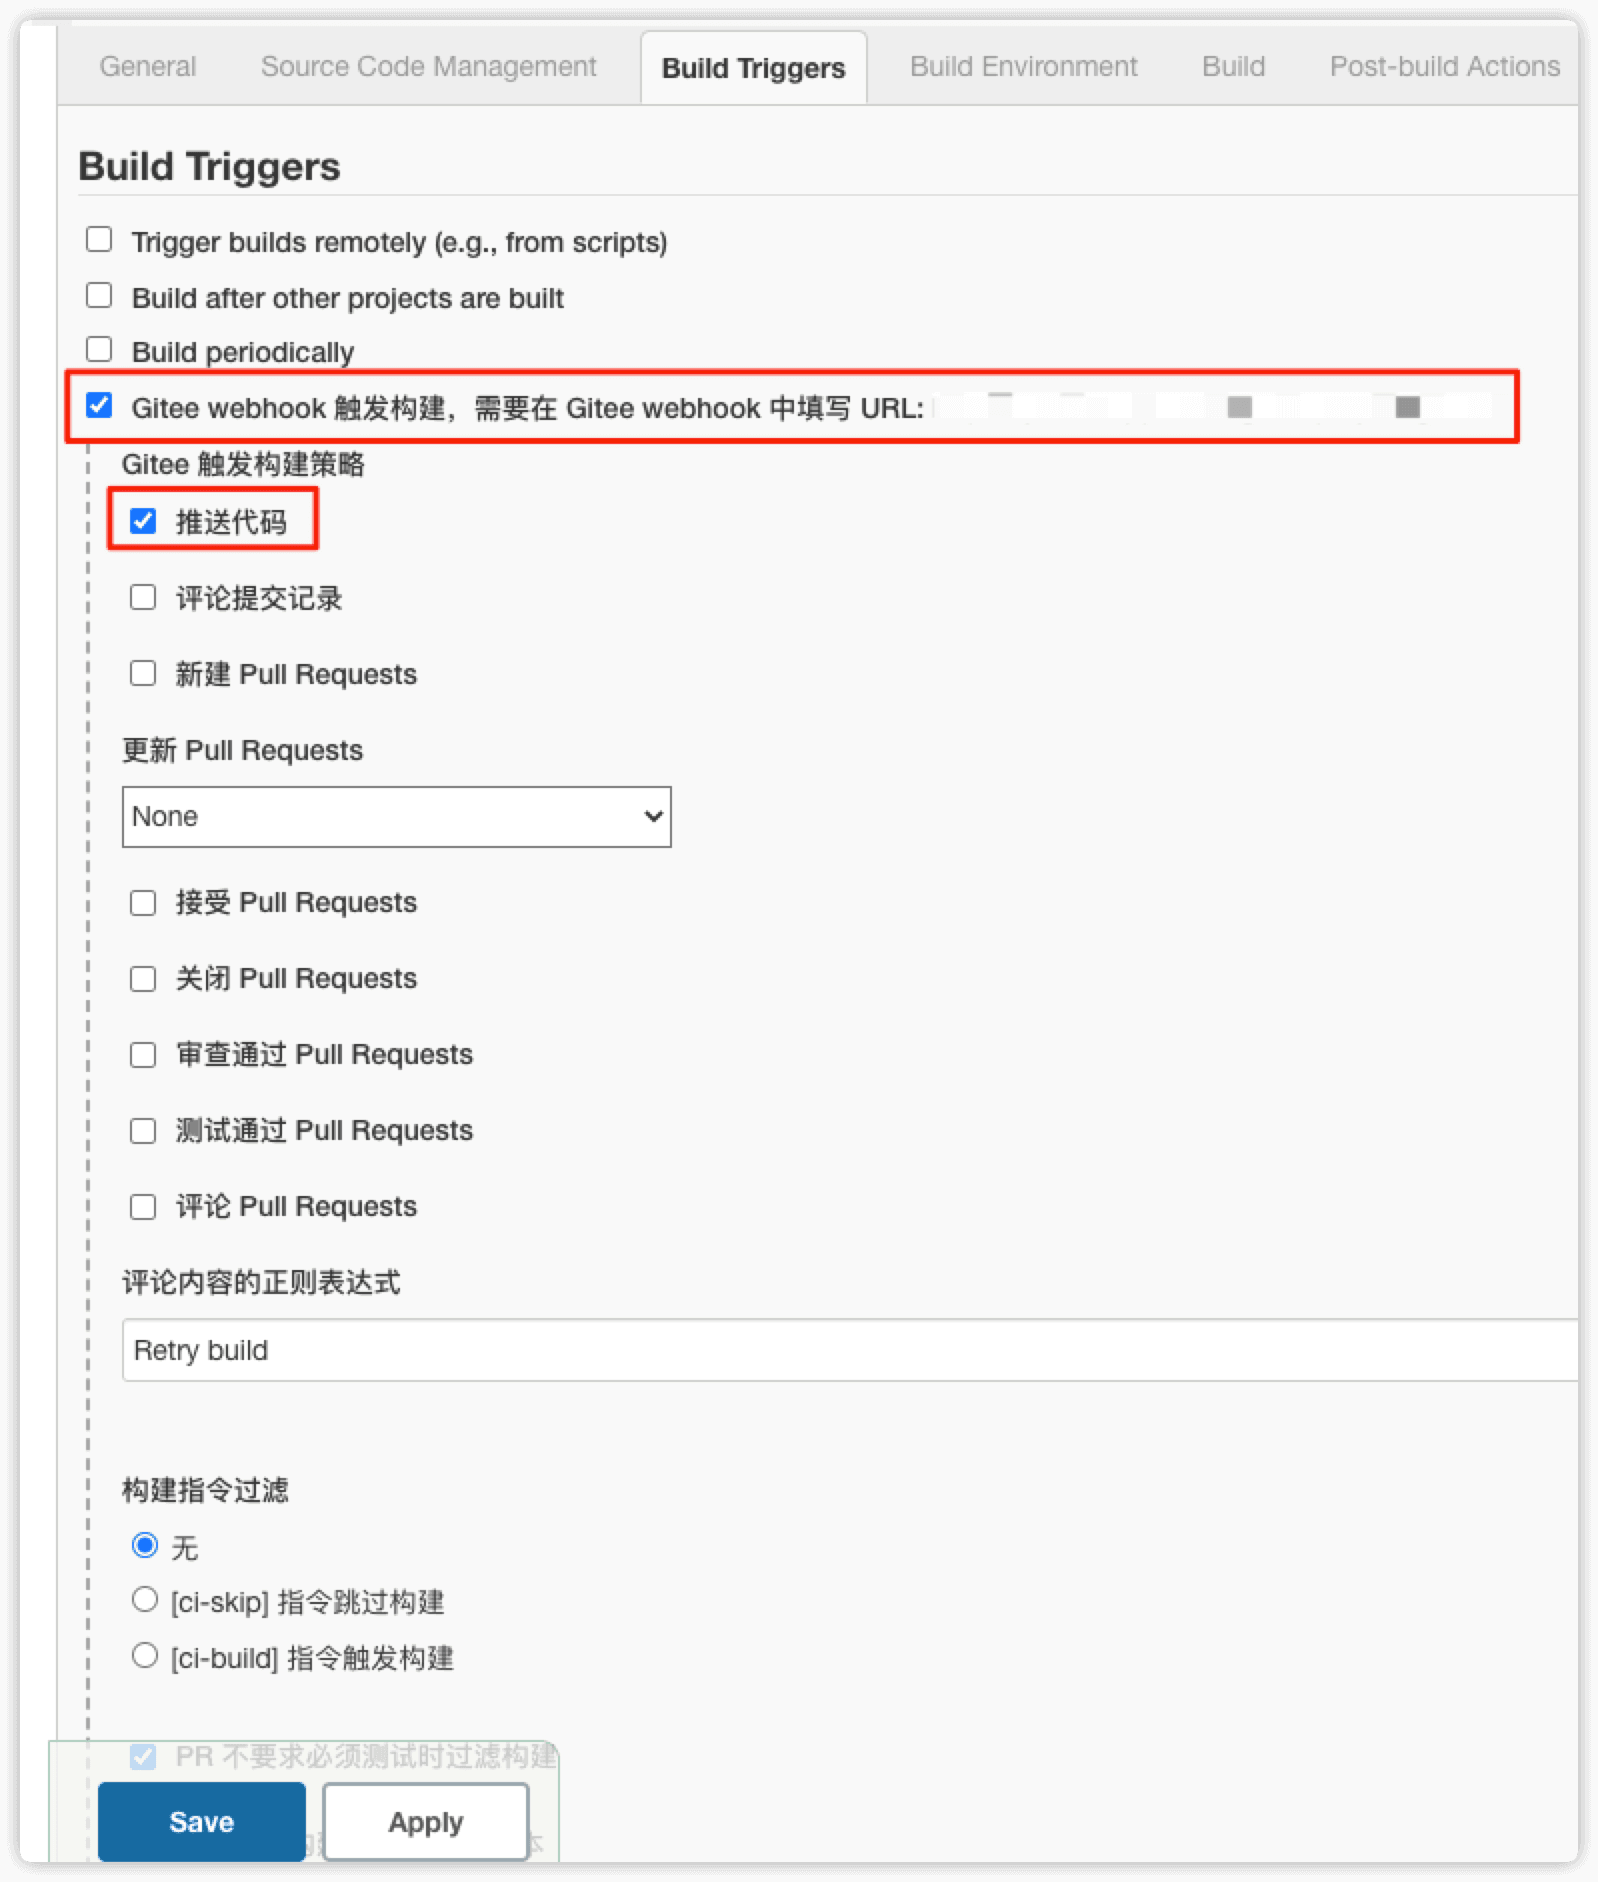 General Source Code Management Build Triggers Build Environment Build Post-build Actions
Build Triggers
Trigger builds remotely (e.g., from scripts)
Build after other projects are built
Build periodically
Gitee webhook 触发构建，需要在 Gitee webhook 中填写 URL:
Gitee 触发构建策略
推送代码
评论提交记录
新建 Pull Requests
更新 Pull Requests
None
接受 Pull Requests
关闭 Pull Requests
审查通过 Pull Requests
测试通过 Pull Requests
评论 Pull Requests
评论内容的正则表达式
Retry build
构建指令过滤
无
[ci-skip] 指令跳过构建
[ci-build] 指令触发构建
PR 不要求必须测试时过滤构建
Save Apply